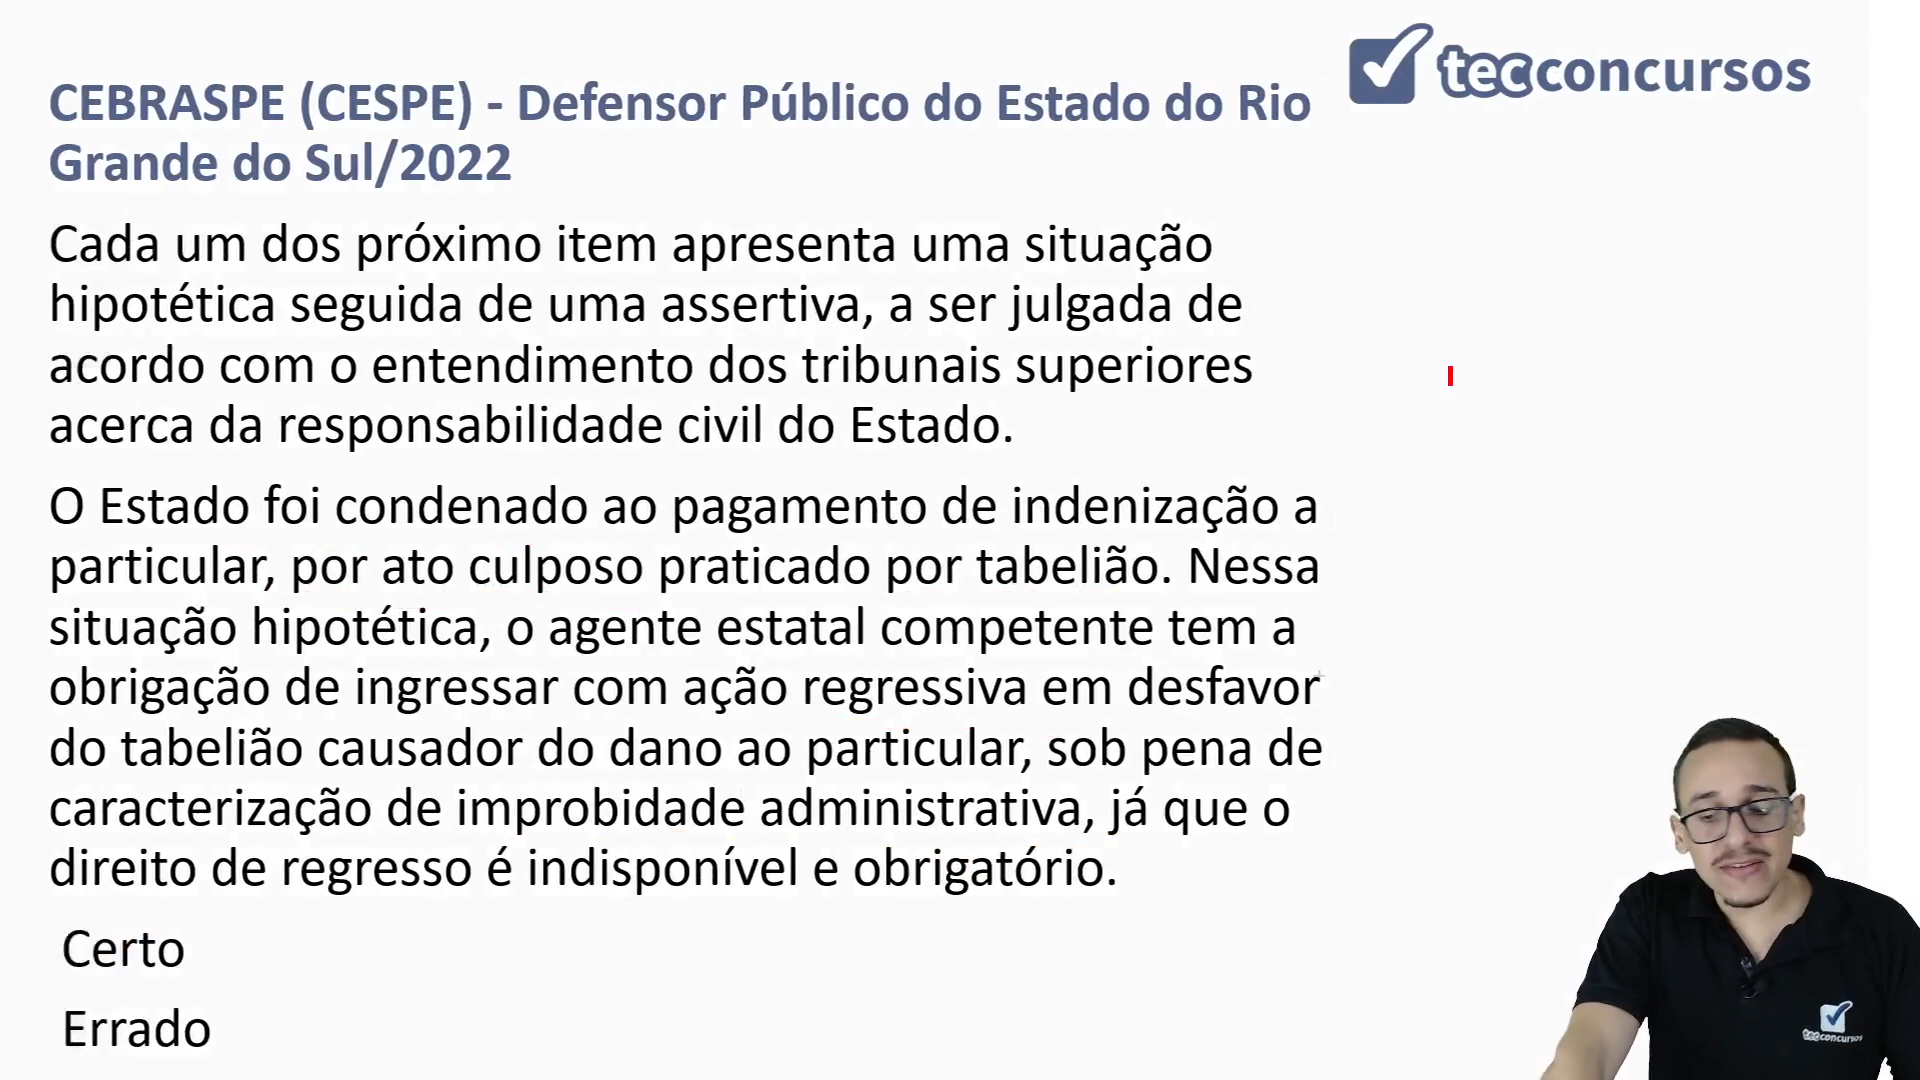 tecconcursos
CEBRASPE (CESPE) - Defensor Público do Estado do Rio
Grande do Sul/2022
Cada um dos próximo item apresenta uma situação
hipotética seguida de uma assertiva, a ser julgada de
acordo com o entendimento dos tribunais superiores
acerca da responsabilidade civil do Estado.
O Estado foi condenado ao pagamento de indenização a
particular, por ato culposo praticado por tabelião. Nessa
situação hipotética, o agente estatal competente tem a
obrigação de ingressar com ação regressiva em desfavor
do tabelião causador do dano ao particular, sob pena de
caracterização de improbidade administrativa, já que o
direito de regresso é indisponível e obrigatório.
Certo
Errado
tecconcursos